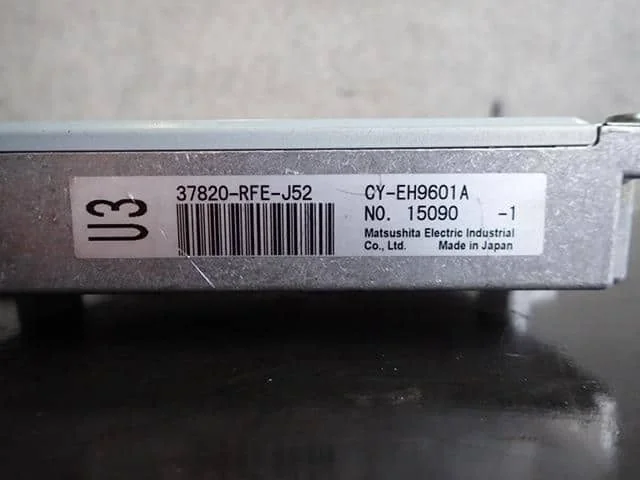 U3
37820-RFE-J52
CY-EH9601A
NO. 15090 -1
Matsushita Electric Industrial
Co., Ltd. Made in Japan